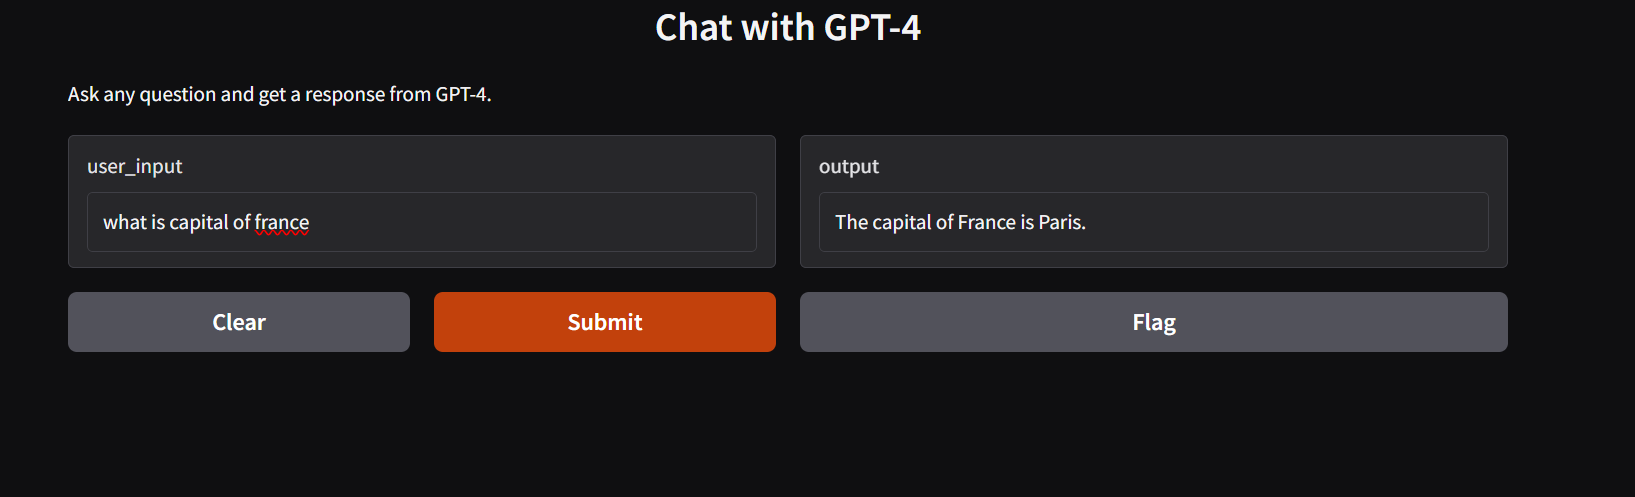 Chat with GPT-4
Ask any question and get a response from GPT-4.
user_input
what is capital of france
output
The capital of France is Paris.
Clear
Submit
Flag